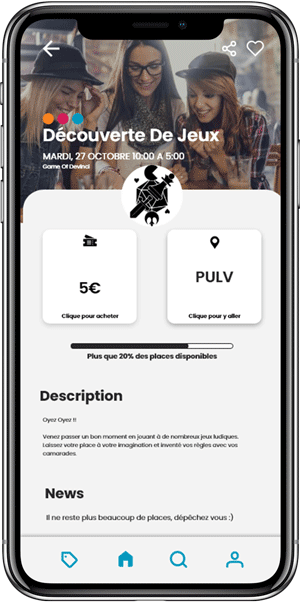 Découverte De Jeux
MARDI, 27 OCTOBRE 10:00 A 5:00
Game Of Devinci
5€
PULV
Clique pour acheter
Clique pour y aller
Plus que 20% des places disponibles
Description
Oyez Oyez !!
Venez passer un bon moment en jouant à de nombreux jeux ludiques.
Laissez votre place à votre imagination et inventé vos règles avec vos
camarades.
News
Il ne reste plus beaucoup de places, dépêchez vous :)